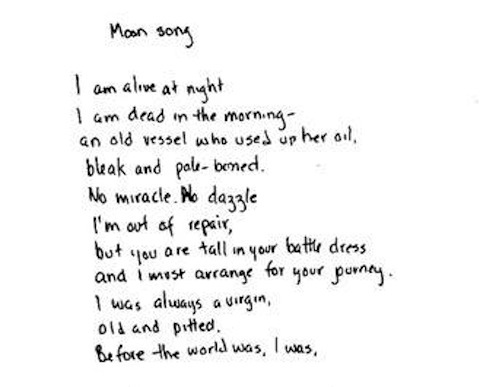 Moon song
I am alive at night
I am dead in the morning-
an old vessel who used up her oil,
bleak and pale-boned.
No miracle. No dazzle
I'm out of repair,
but you are tall in your battle dress
and I must arrange for your journey.
I was always a virgin,
old and pitted.
Before the world was, I was.